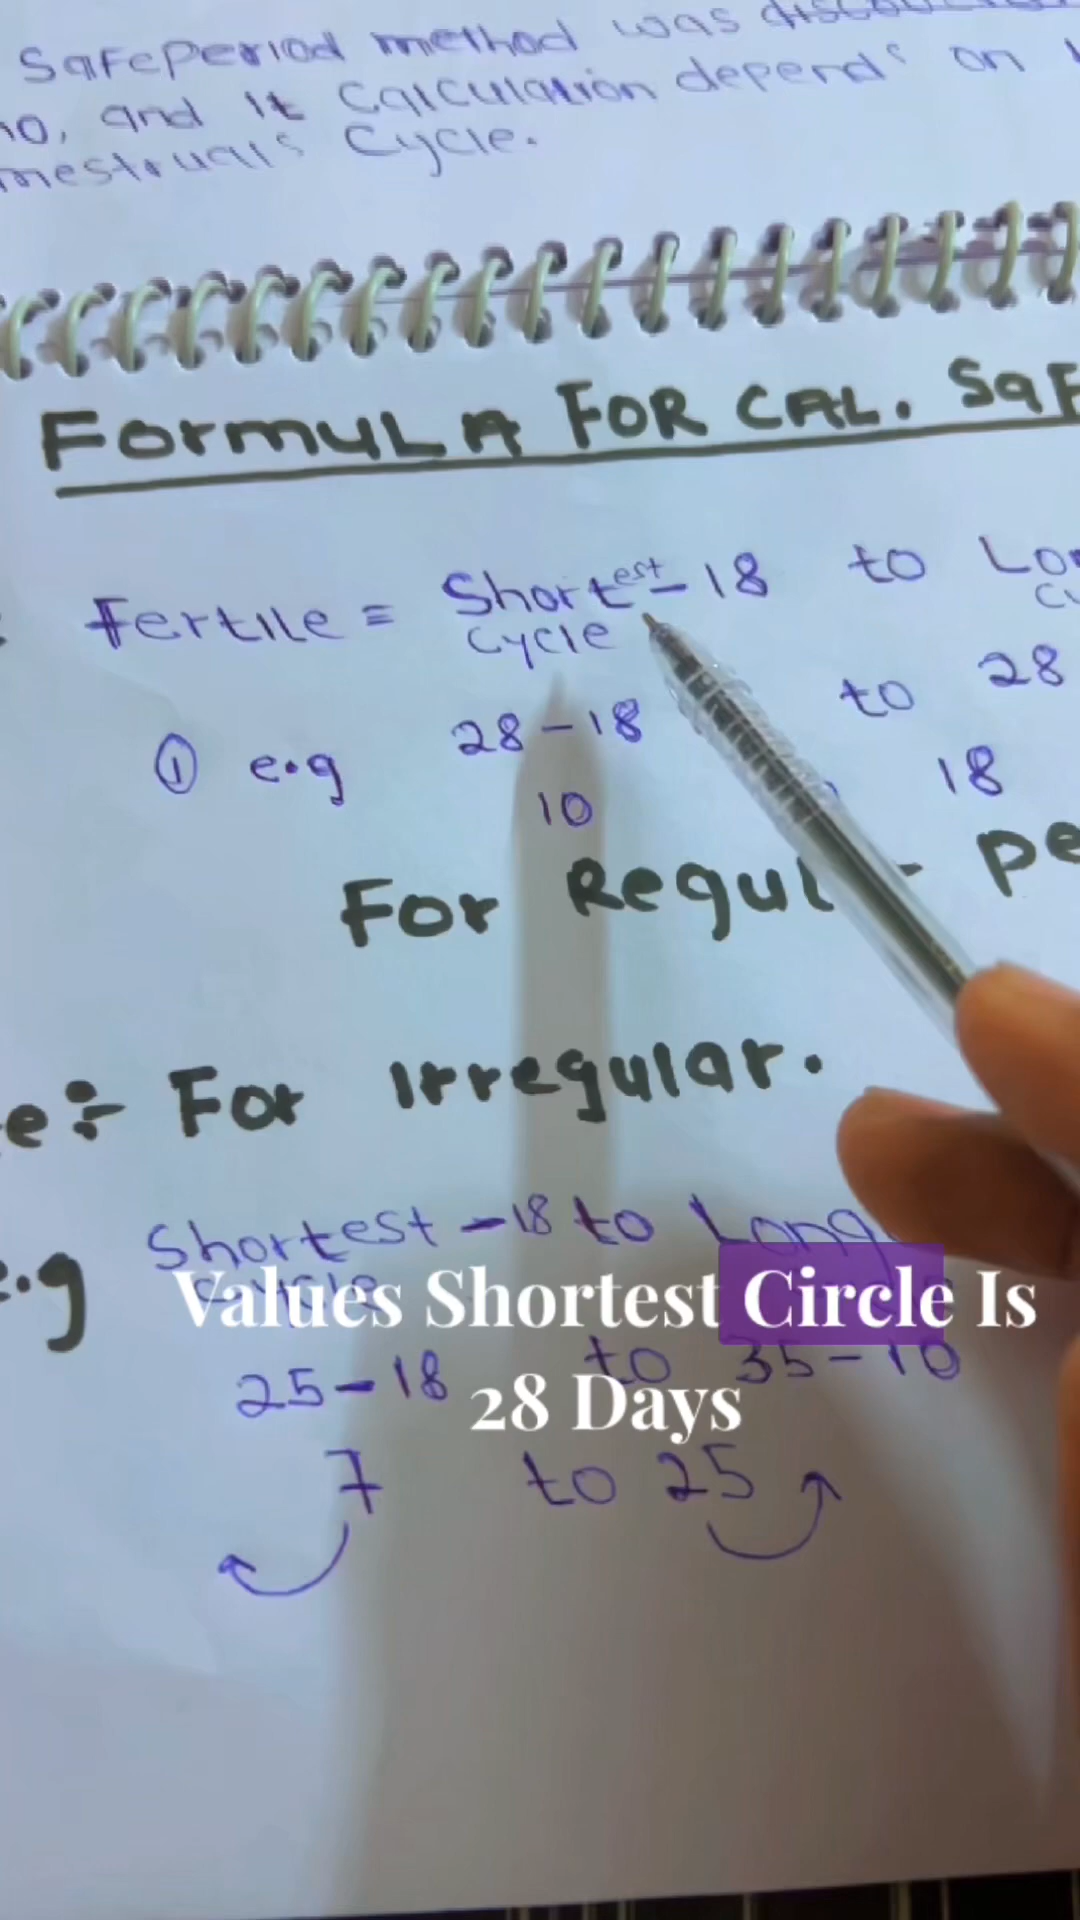 Safeperiod method was
no, and it Calculation depends on
mestruals Cycle.
FormuLA FOR CAL. SaF
Fertile = Shortest-18 to Lo
Cycle Cy
① e.g 28-18 to 28
10 18
For Regul - pe
e÷ For Irregular.
Shortest -18 to Long
e.g
Values Shortest Circle Is
25-18 to 35-10
28 Days
7 to 25